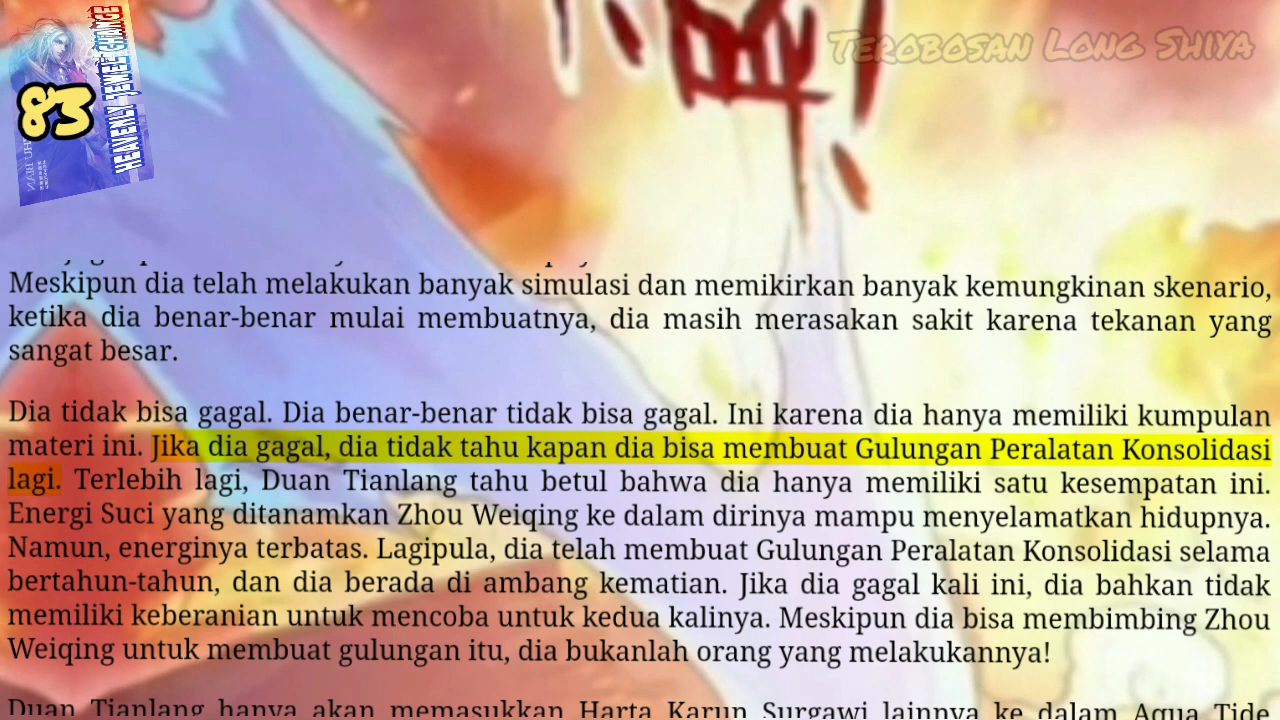 Terobosan Long Shiya
83
HEAVENLY JEWEL CHANGE
Meskipun dia telah melakukan banyak simulasi dan memikirkan banyak kemungkinan skenario,
ketika dia benar-benar mulai membuatnya, dia masih merasakan sakit karena tekanan yang
sangat besar.
Dia tidak bisa gagal. Dia benar-benar tidak bisa gagal. Ini karena dia hanya memiliki kumpulan
materi ini. Jika dia gagal, dia tidak tahu kapan dia bisa membuat Gulungan Peralatan Konsolidasi
lagi. Terlebih lagi, Duan Tianlang tahu betul bahwa dia hanya memiliki satu kesempatan ini.
Energi Suci yang ditanamkan Zhou Weiqing ke dalam dirinya mampu menyelamatkan hidupnya.
Namun, energinya terbatas. Lagipula, dia telah membuat Gulungan Peralatan Konsolidasi selama
bertahun-tahun, dan dia berada di ambang kematian. Jika dia gagal kali ini, dia bahkan tidak
memiliki keberanian untuk mencoba untuk kedua kalinya. Meskipun dia bisa membimbing Zhou
Weiqing untuk membuat gulungan itu, dia bukanlah orang yang melakukannya!
Duan Tianlang hanya akan memasukkan Harta Karun Surgawi lainnya ke dalam Aqua Tide